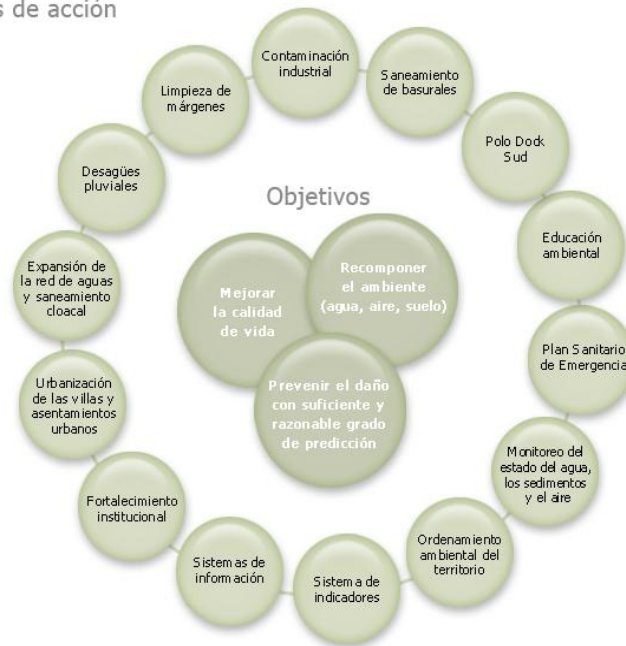 s de acción
Contaminación
industrial
Saneamiento
de basurales
Polo Dock
Sud
Educación
ambiental
Plan Sanitario
de Emergencia
Monitoreo del
estado del agua,
los sedimentos
y el aire
Ordenamiento
ambiental del
territorio
Sistema de
indicadores
Sistemas de
información
Fortalecimiento
institucional
Urbanización
de las villas y
asentamientos
urbanos
Expansión de
la red de aguas
y saneamiento
cloacal
Desagües
pluviales
Limpieza de
márgenes
Objetivos
Mejorar
la calidad
de vida
Recomponer
el ambiente
(agua, aire, suelo)
Prevenir el daño
con suficiente y
razonable grado
de predicción